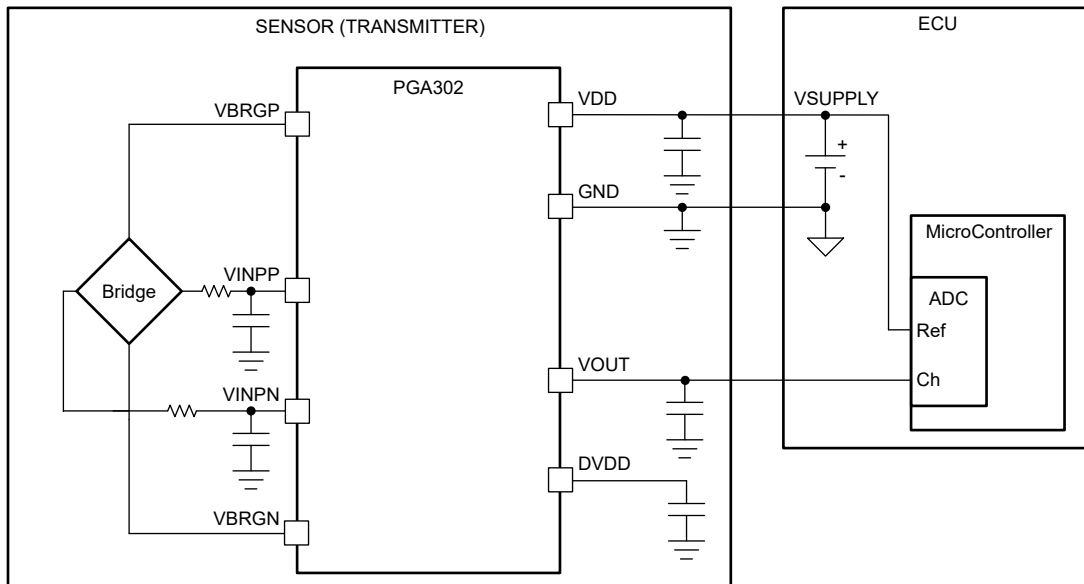 SENSOR (TRANSMITTER)
ECU
PGA302
VBRGP
VDD
VSUPPLY
+
-
GND
MicroController
VINPP
Bridge
ADC
Ref
VOUT
Ch
VINPN
DVDD
VBRGN